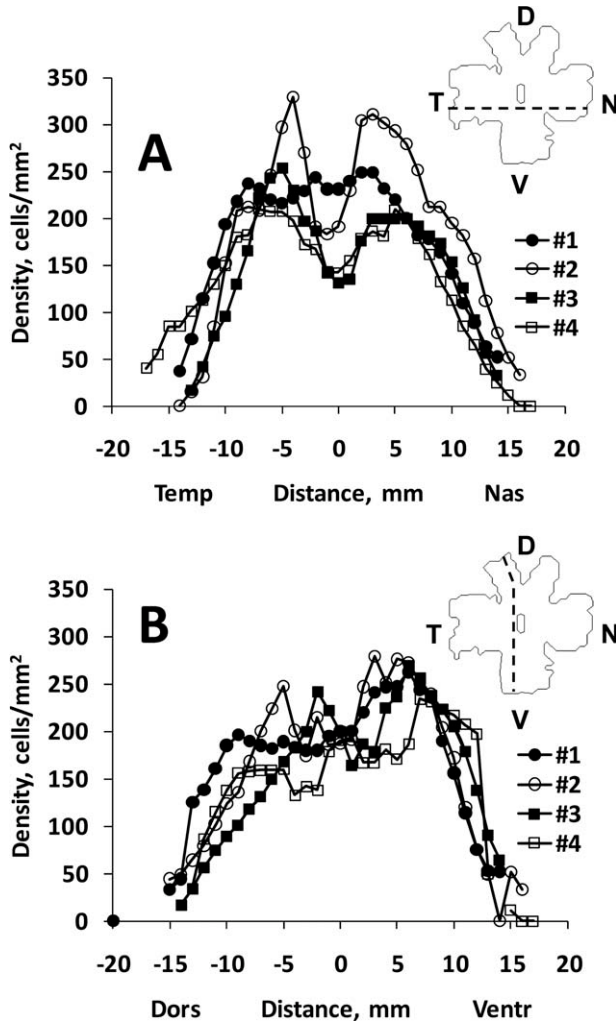 D
T
N
V
A
Density, cells/mm²
350
300
250
200
150
100
50
0
#1
#2
#3
#4
-20 -15 -10 -5 0 5 10 15 20
Temp Distance, mm Nas
D
T
N
V
B
Density, cells/mm²
350
300
250
200
150
100
50
0
#1
#2
#3
#4
-20 -15 -10 -5 0 5 10 15 20
Dors Distance, mm Ventr